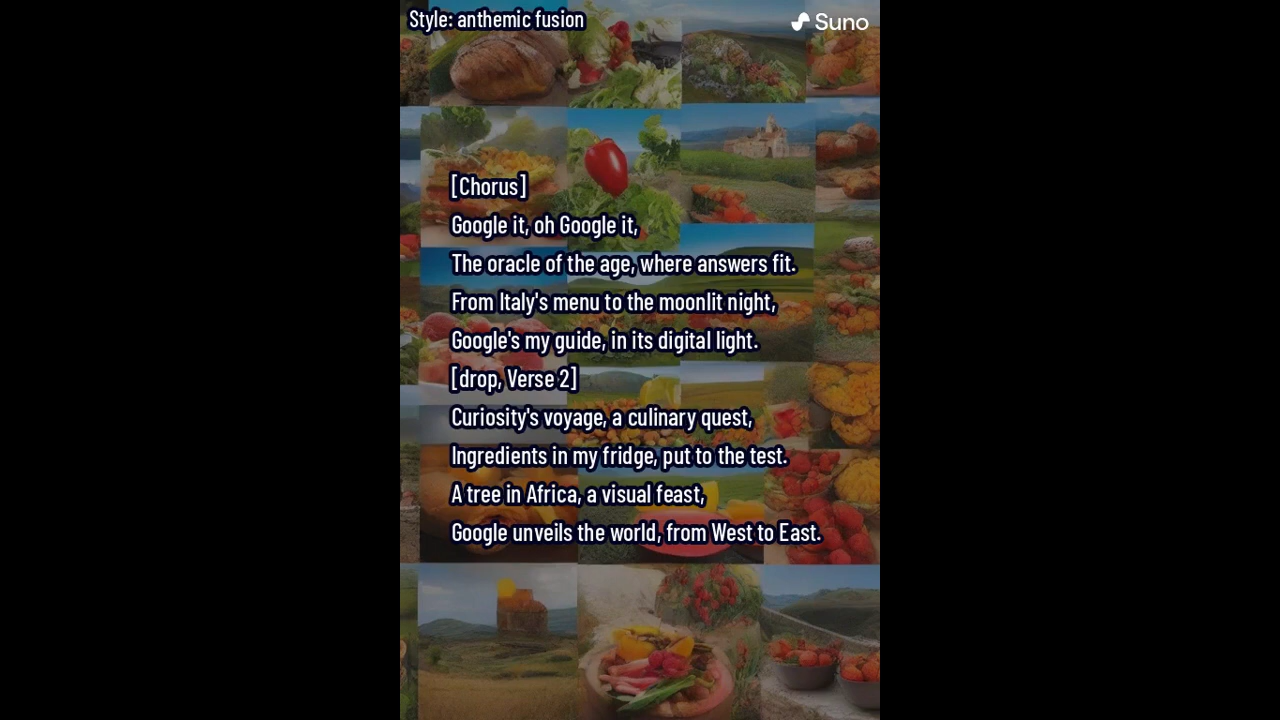 Style: anthemic fusion
Suno
[Chorus]
Google it, oh Google it,
The oracle of the age, where answers fit.
From Italy's menu to the moonlit night,
Google's my guide, in its digital light.
[drop, Verse 2]
Curiosity's voyage, a culinary quest,
Ingredients in my fridge, put to the test.
A tree in Africa, a visual feast,
Google unveils the world, from West to East.